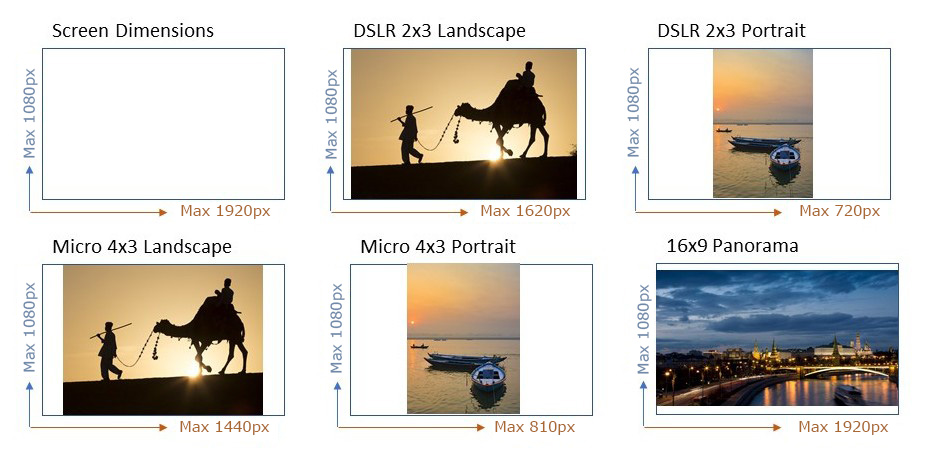 Screen Dimensions
Max 1080px
Max 1920px
DSLR 2x3 Landscape
Max 1080px
Max 1620px
DSLR 2x3 Portrait
Max 1080px
Max 720px
Micro 4x3 Landscape
Max 1080px
Max 1440px
Micro 4x3 Portrait
Max 1080px
Max 810px
16x9 Panorama
Max 1080px
Max 1920px